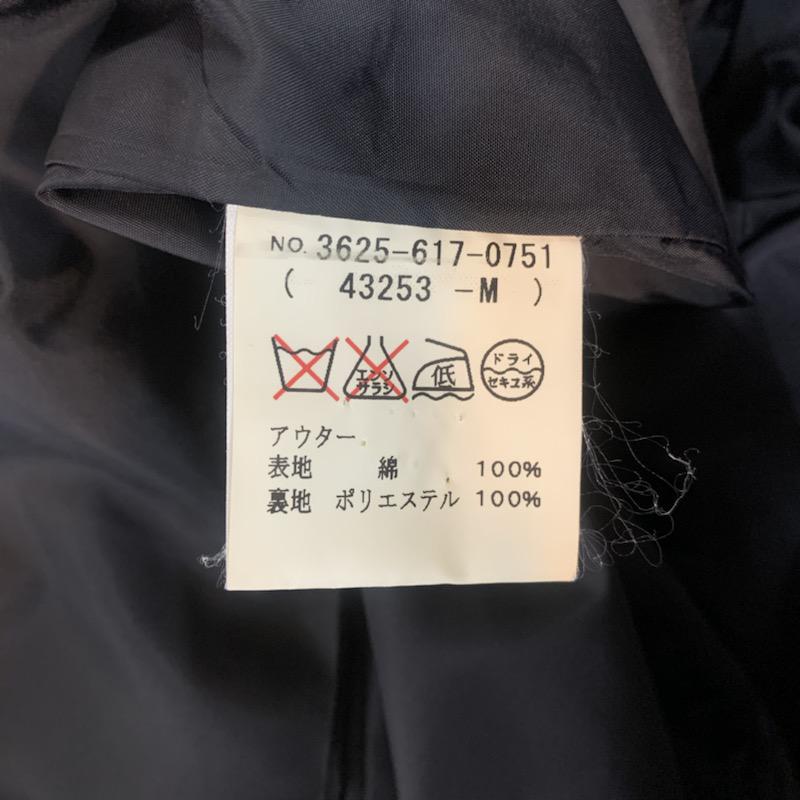 NO. 3625-617-0751
( 43253 -M )
エンソ
サラシ
低
ドライ
セキユ系
アウター
表地 綿 100%
裏地 ポリエステル 100%